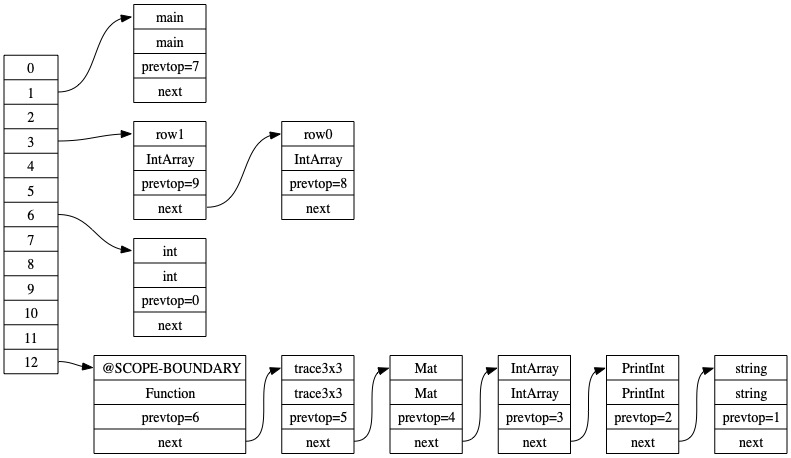 0
1
2
3
4
5
6
7
8
9
10
11
12
main
main
prevtop=7
next
row1
IntArray
prevtop=9
next
row0
IntArray
prevtop=8
next
int
int
prevtop=0
next
@SCOPE-BOUNDARY
Function
prevtop=6
next
trace3x3
trace3x3
prevtop=5
next
Mat
Mat
prevtop=4
next
IntArray
IntArray
prevtop=3
next
PrintInt
PrintInt
prevtop=2
next
string
string
prevtop=1
next